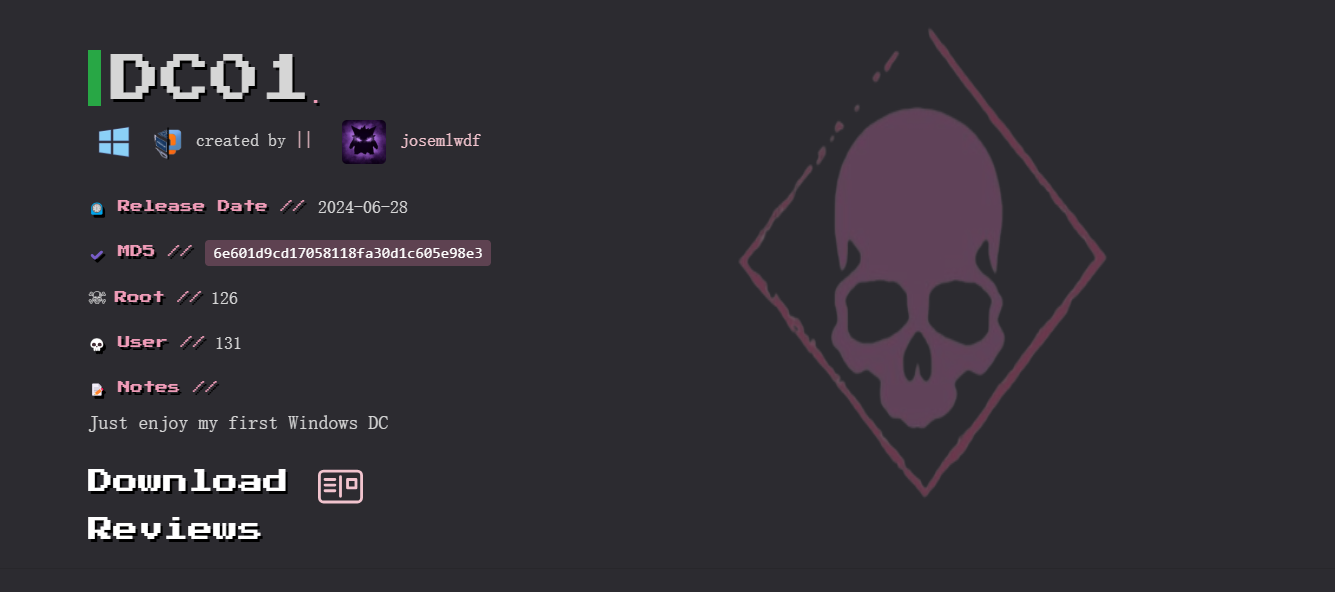 DC01.
created by || josemlwdf
Release Date // 2024-06-28
MD5 // 6e601d9cd17058118fa30d1c605e98e3
Root // 126
User // 131
Notes //
Just enjoy my first Windows DC
Download
Reviews